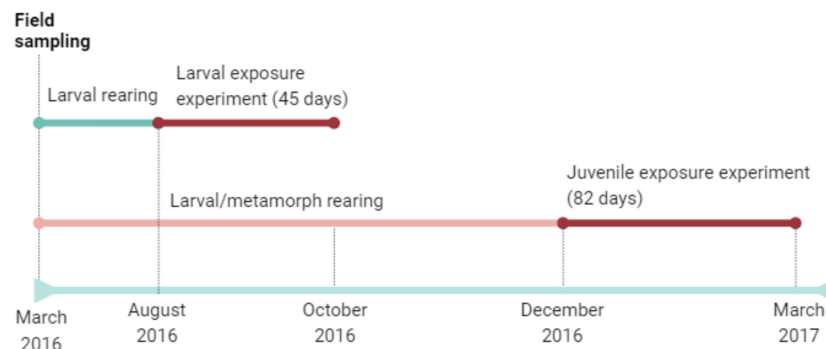 Field
sampling
Larval rearing
Larval exposure
experiment (45 days)
Larval/metamorph rearing
Juvenile exposure experiment
(82 days)
March
2016
August
2016
October
2016
December
2016
March
2017